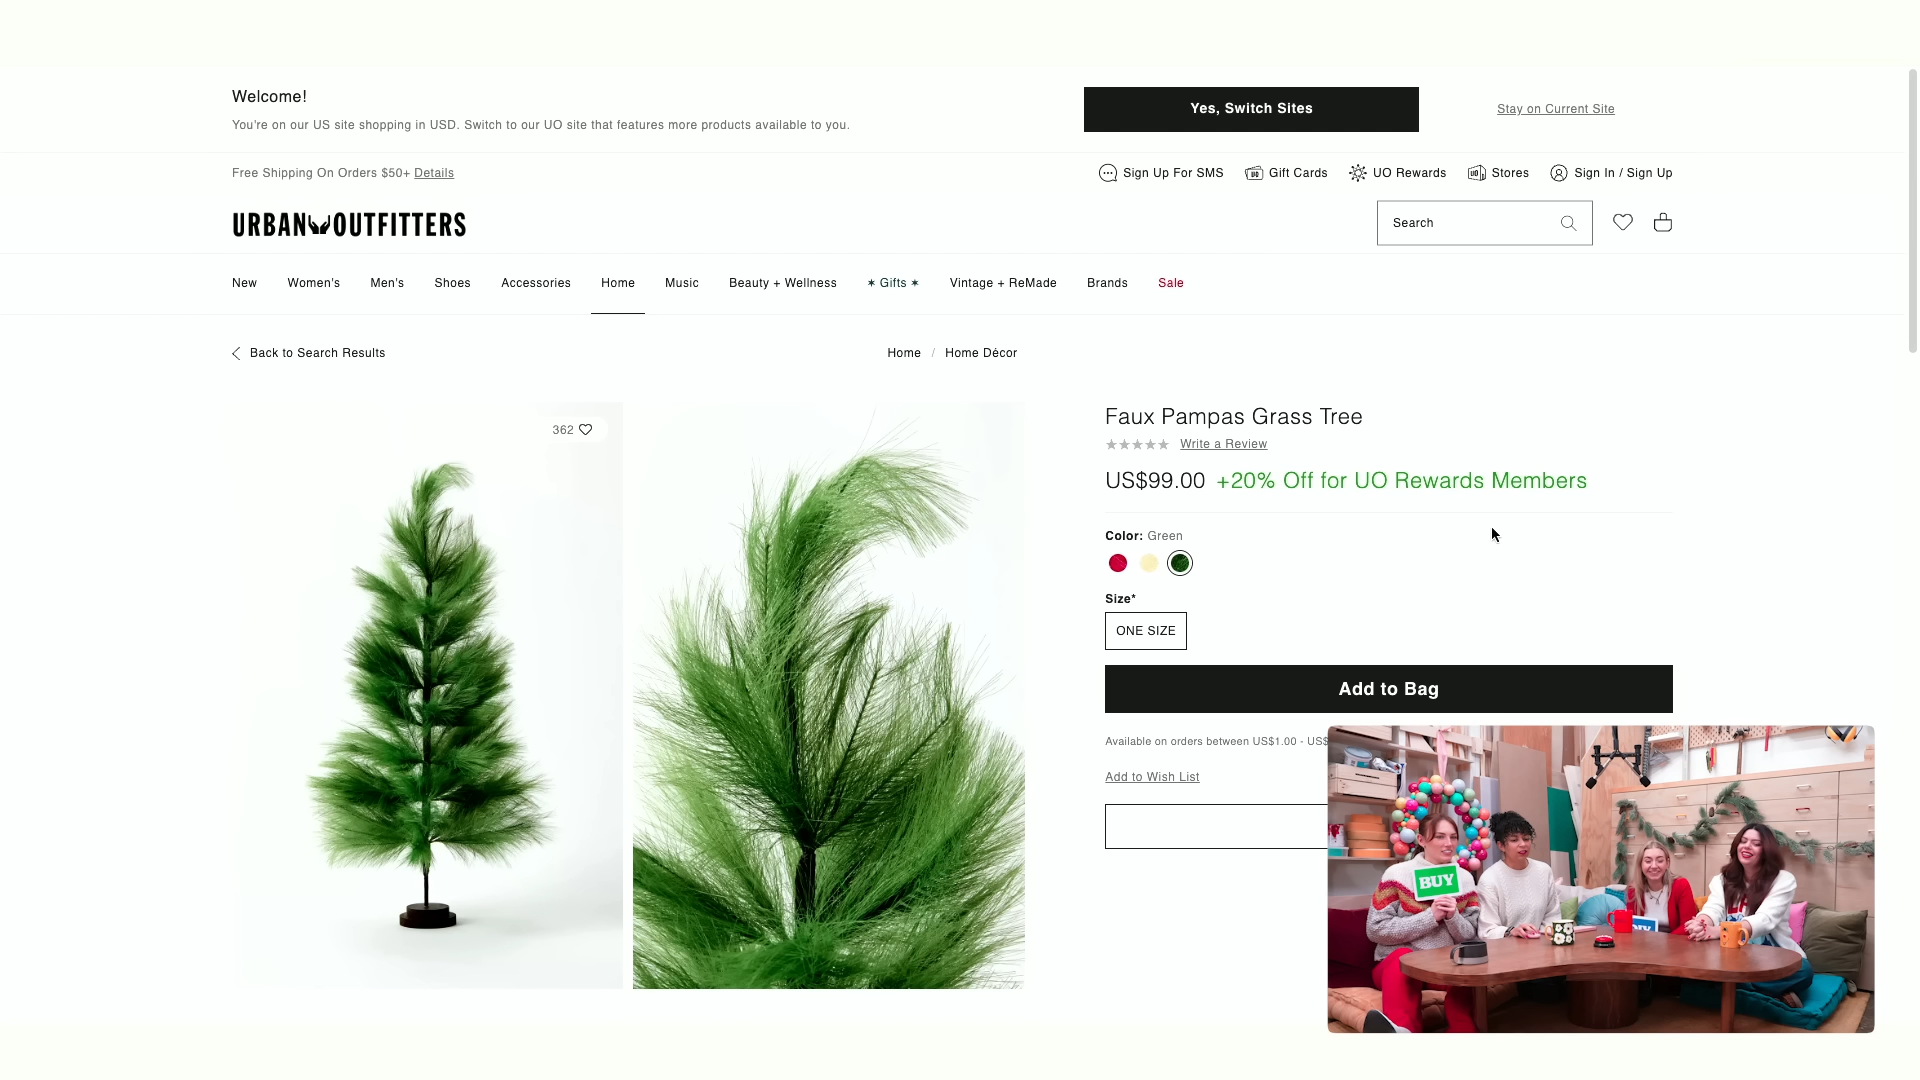 Welcome!
You're on our US site shopping in USD. Switch to our UO site that features more products available to you.
Yes, Switch Sites
Stay on Current Site
Free Shipping On Orders $50+ Details
Sign Up For SMS
Gift Cards
UO Rewards
Stores
Sign In / Sign Up
URBAN OUTFITTERS
Search
New
Women's
Men's
Shoes
Accessories
Home
Music
Beauty + Wellness
✶ Gifts ✶
Vintage + ReMade
Brands
Sale
Back to Search Results
Home / Home Décor
362
Faux Pampas Grass Tree
Write a Review
US$99.00 +20% Off for UO Rewards Members
Color: Green
Size*
ONE SIZE
Add to Bag
Available on orders between US$1.00 - US$
Add to Wish List
BUY